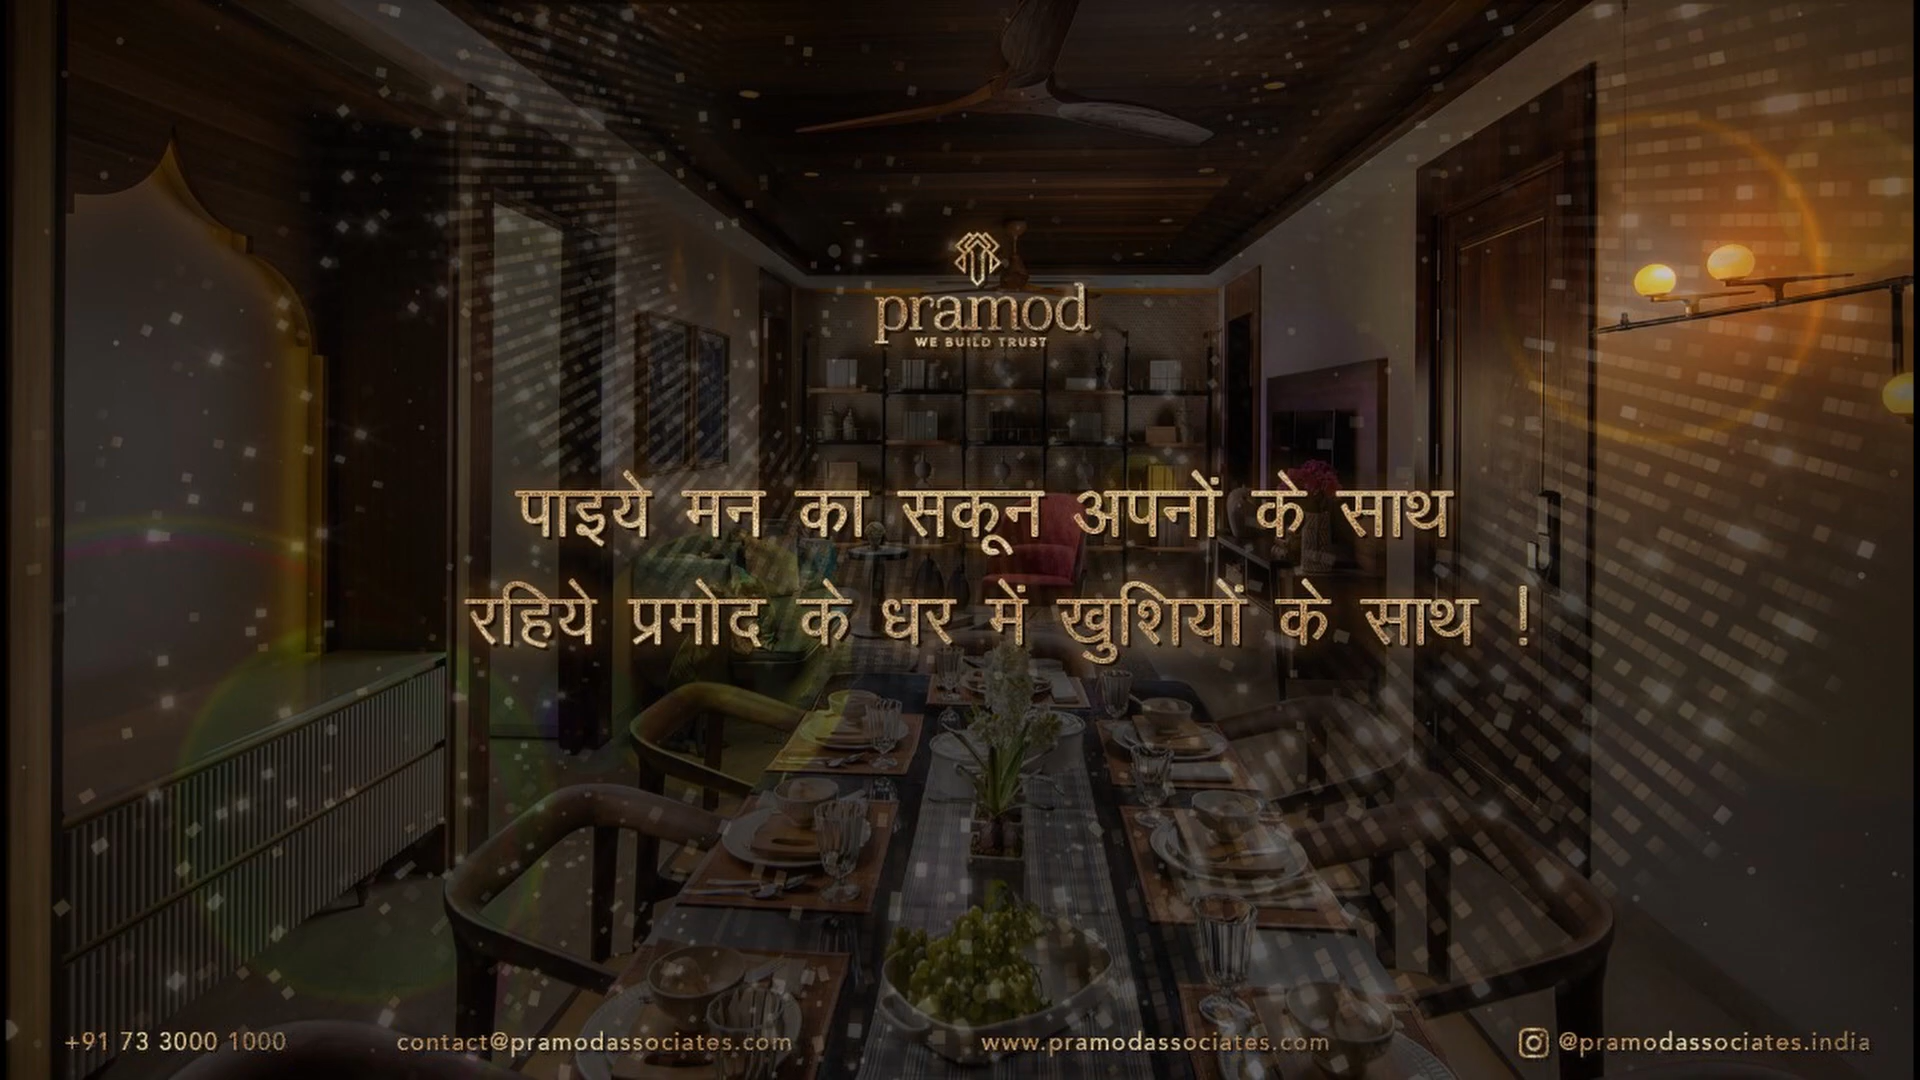 pramod
WE BUILD TRUST
पाइये मन का सकून अपनों के साथ
रहिये प्रमोद के धर में खुशियों के साथ !
+91 73 3000 1000 contact@pramodassociates.com www.pramodassociates.com @pramodassociates.india